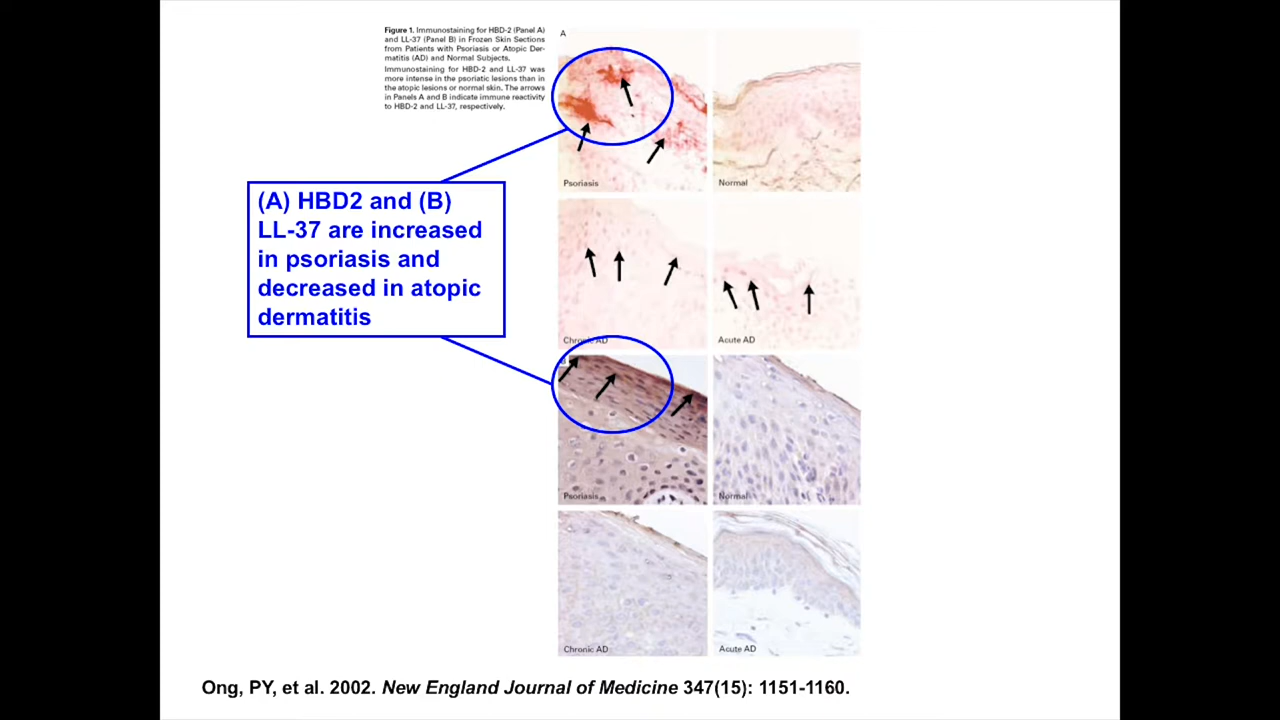 Figure 1. Immunostaining for HBD-2 (Panel A)
and LL-37 (Panel B) in Frozen Skin Sections
from Patients with Psoriasis or Atopic Der-
matitis (AD) and Normal Subjects.
Immunostaining for HBD-2 and LL-37 was
more intense in the psoriatic lesions than in
the atopic lesions or normal skin. The arrows
in Panels A and B indicate immune reactivity
to HBD-2 and LL-37, respectively.
A
Psoriasis
Normal
(A) HBD2 and (B)
LL-37 are increased
in psoriasis and
decreased in atopic
dermatitis
Chronic AD
Acute AD
B
Psoriasis
Normal
Chronic AD
Acute AD
Ong, PY, et al. 2002. New England Journal of Medicine 347(15): 1151-1160.